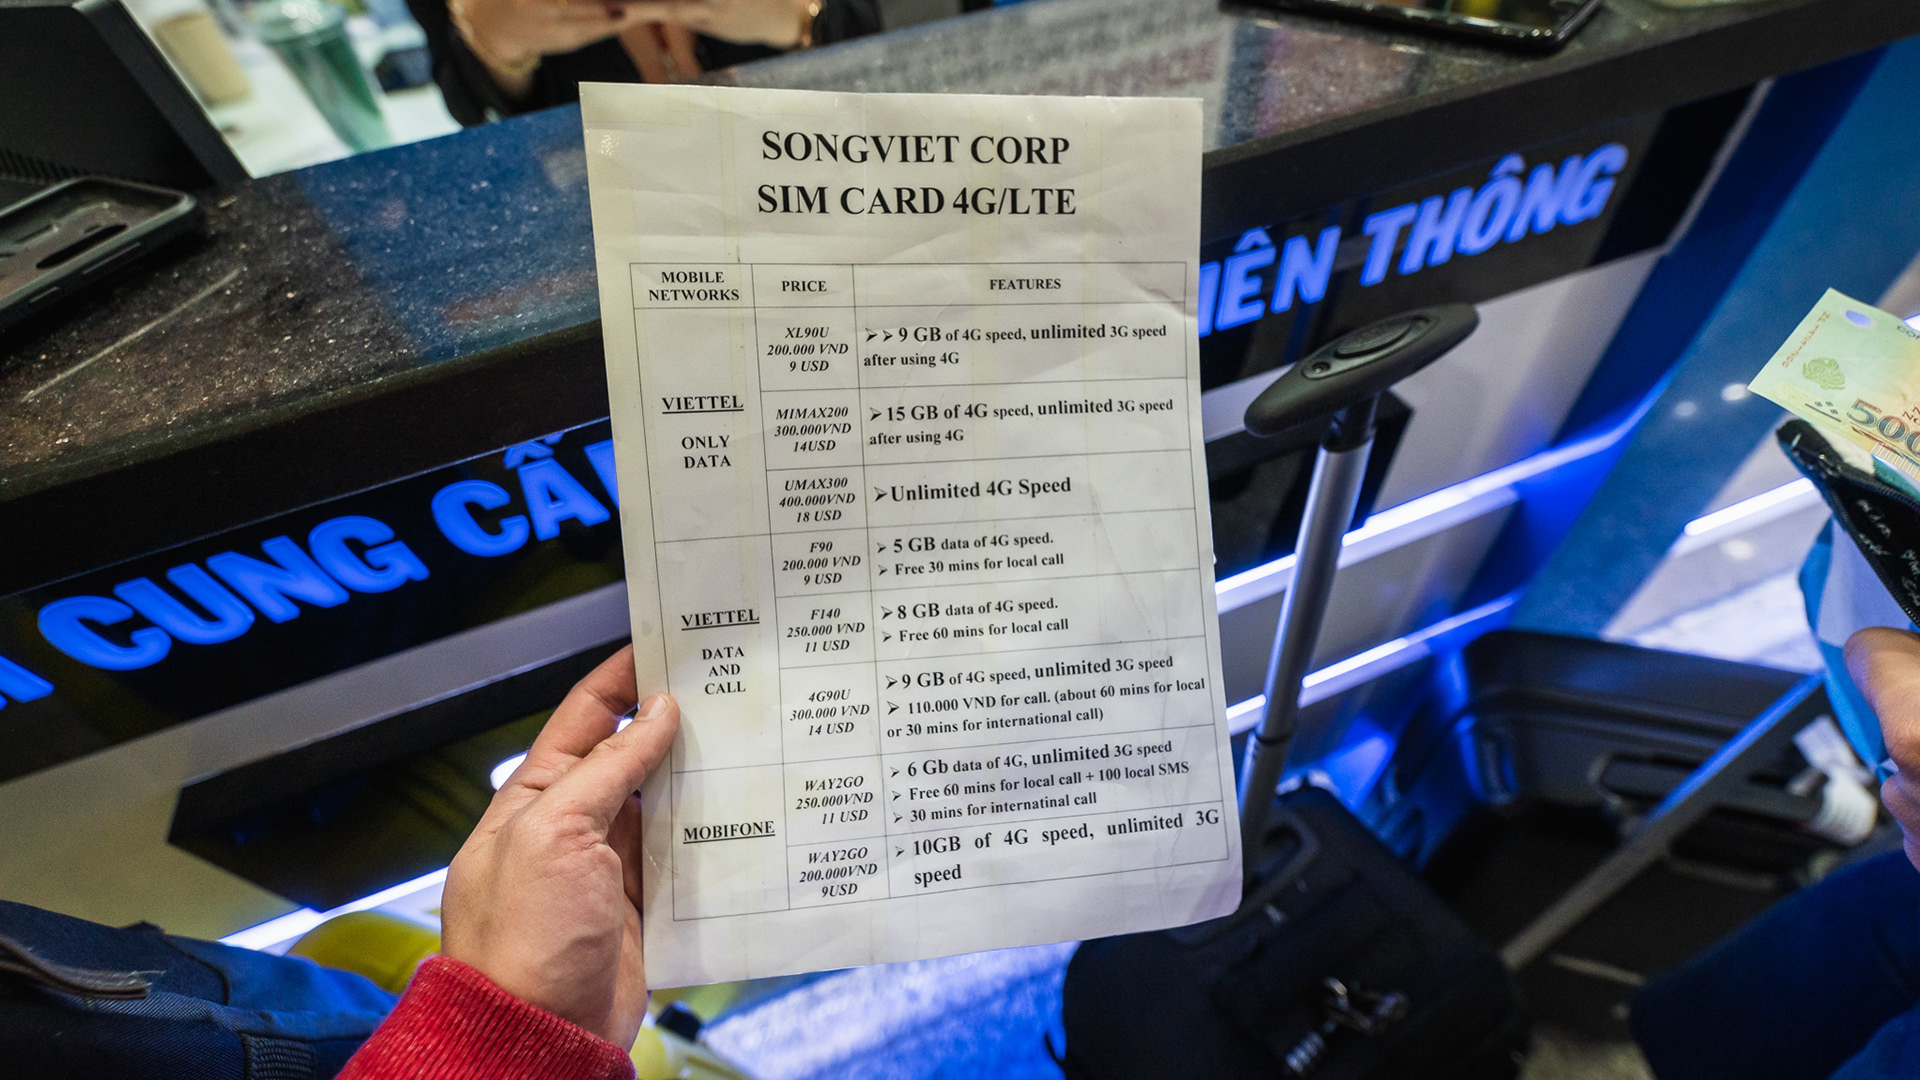 SONGVIET CORP
SIM CARD 4G/LTE
MOBILE
NETWORKS
PRICE
FEATURES
VIETTEL
ONLY
DATA
XL90U
200.000 VND
9 USD
➢➢ 9 GB of 4G speed, unlimited 3G speed
after using 4G
MIMAX200
300.000VND
14USD
➢ 15 GB of 4G speed, unlimited 3G speed
after using 4G
UMAX300
400.000VND
18 USD
➢ Unlimited 4G Speed
VIETTEL
DATA
AND
CALL
F90
200.000 VND
9 USD
➢ 5 GB data of 4G speed.
➢ Free 30 mins for local call
F140
250.000 VND
11 USD
➢ 8 GB data of 4G speed.
➢ Free 60 mins for local call
4G90U
300.000 VND
14 USD
➢ 9 GB of 4G speed, unlimited 3G speed
➢ 110.000 VND for call. (about 60 mins for local
or 30 mins for international call)
MOBIFONE
WAY2GO
250.000VND
11 USD
➢ 6 Gb data of 4G, unlimited 3G speed
➢ Free 60 mins for local call + 100 local SMS
➢ 30 mins for internatinal call
WAY2GO
200.000VND
9USD
➢ 10GB of 4G speed, unlimited 3G
speed
CUNG CẤ
IÊN THÔNG
500